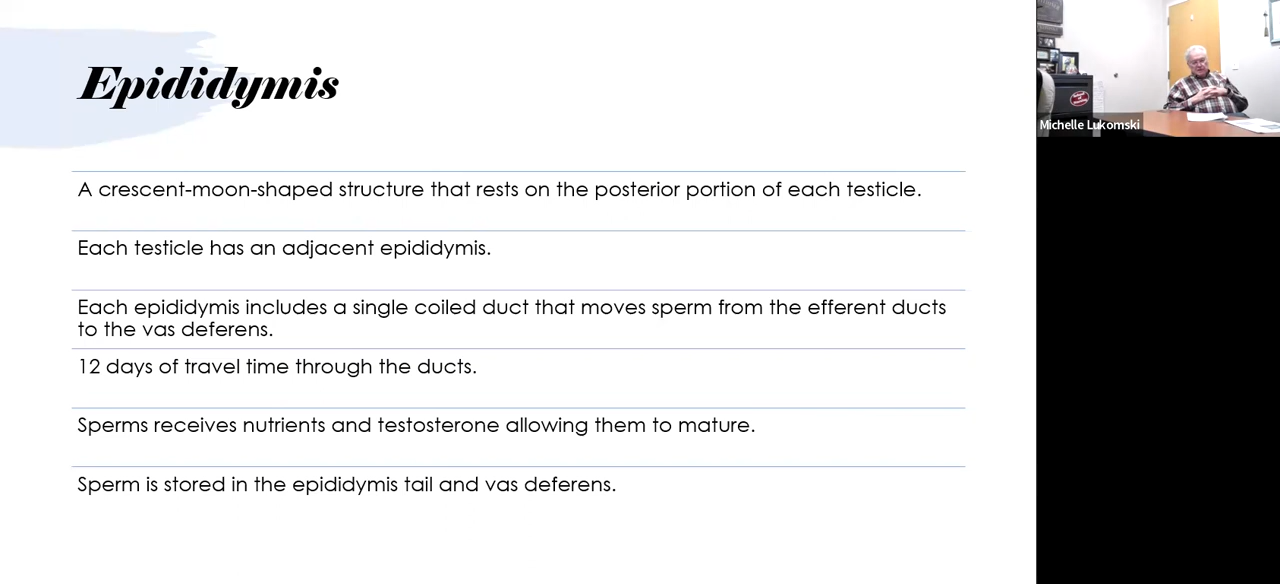 Epididymis
A crescent-moon-shaped structure that rests on the posterior portion of each testicle.
Each testicle has an adjacent epididymis.
Each epididymis includes a single coiled duct that moves sperm from the efferent ducts
to the vas deferens.
12 days of travel time through the ducts.
Sperms receives nutrients and testosterone allowing them to mature.
Sperm is stored in the epididymis tail and vas deferens.
Michelle Lukomski